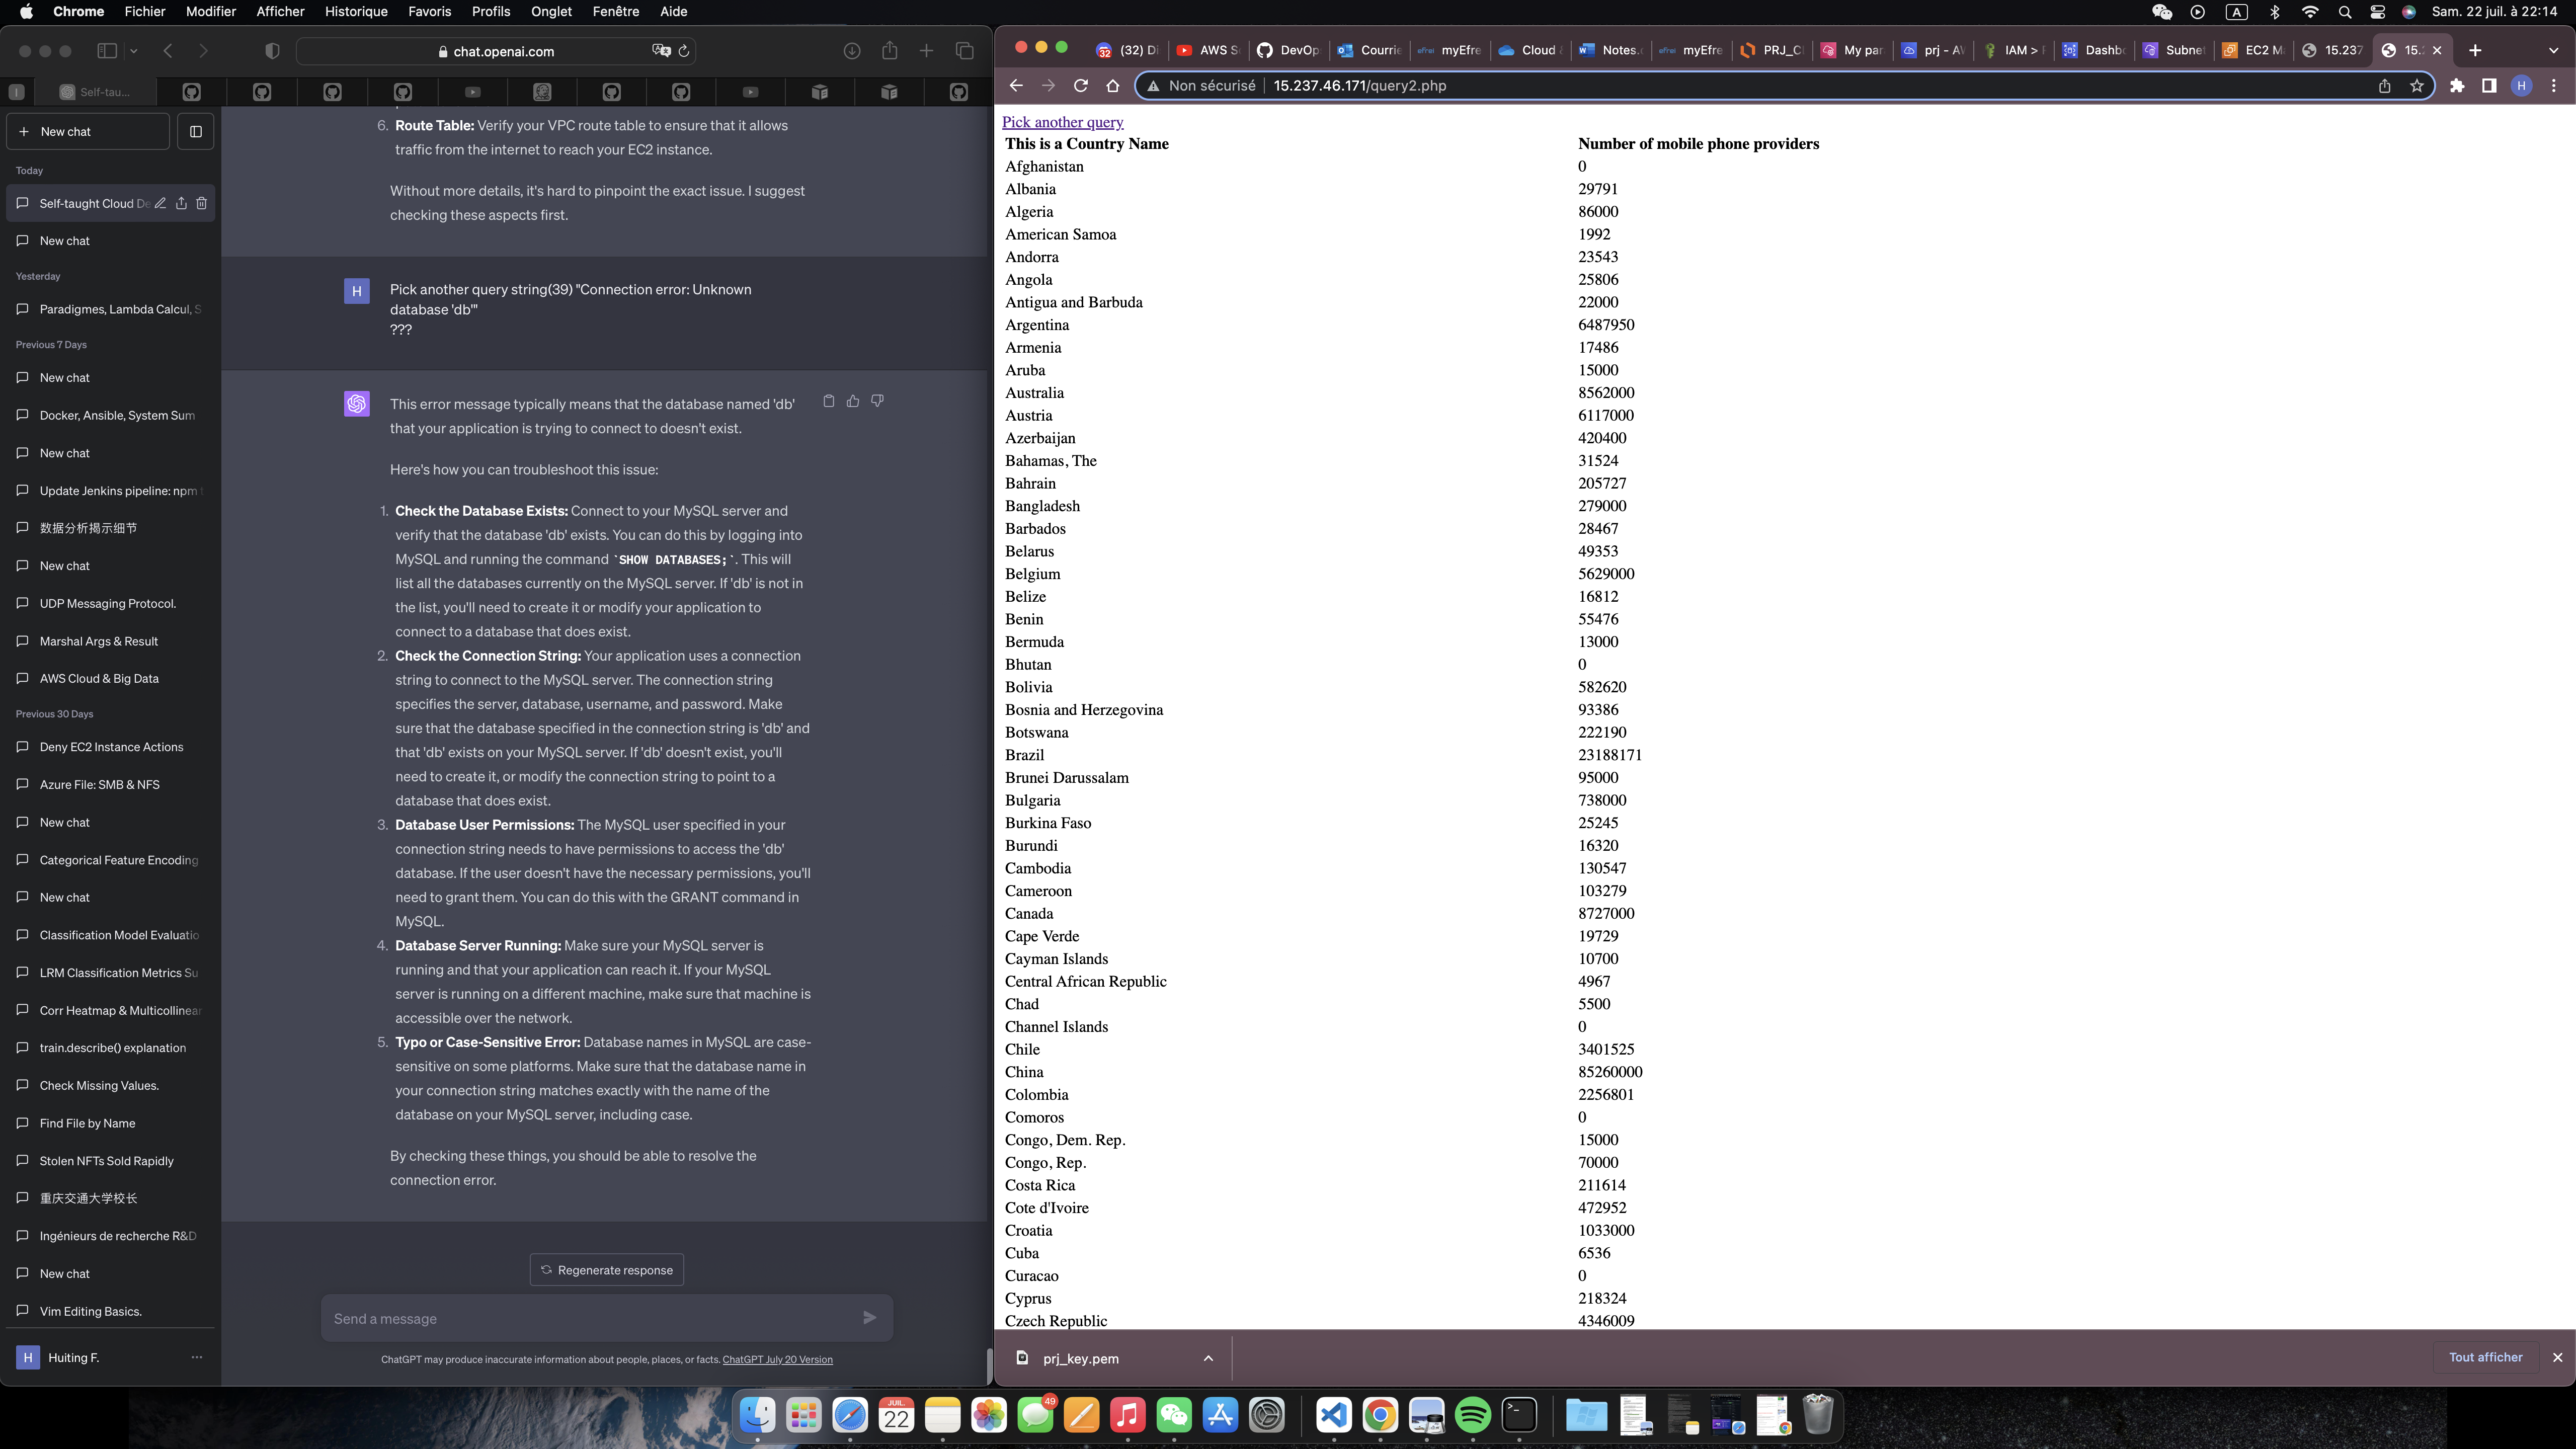 Chrome Fichier Modifier Afficher Historique Favoris Profils Onglet Fenêtre Aide
A
Sam. 22 juil. à 22:14
chat.openai.com
Self-tau...
New chat
Today
Self-taught Cloud De
New chat
Yesterday
Paradigmes, Lambda Calcul, S
Previous 7 Days
New chat
Docker, Ansible, System Sum
New chat
Update Jenkins pipeline: npm
数据分析揭示细节
New chat
UDP Messaging Protocol.
Marshal Args & Result
AWS Cloud & Big Data
Previous 30 Days
Deny EC2 Instance Actions
Azure File: SMB & NFS
New chat
Categorical Feature Encoding
New chat
Classification Model Evaluatio
LRM Classification Metrics Su
Corr Heatmap & Multicollinear
train.describe() explanation
Check Missing Values.
Find File by Name
Stolen NFTs Sold Rapidly
重庆交通大学校长
Ingénieurs de recherche R&D
New chat
Vim Editing Basics.
H Huiting F.
6. Route Table: Verify your VPC route table to ensure that it allows
traffic from the internet to reach your EC2 instance.
Without more details, it's hard to pinpoint the exact issue. I suggest
checking these aspects first.
H
Pick another query string(39) "Connection error: Unknown
database 'db'"
???
This error message typically means that the database named 'db'
that your application is trying to connect to doesn't exist.
Here's how you can troubleshoot this issue:
1. Check the Database Exists: Connect to your MySQL server and
verify that the database 'db' exists. You can do this by logging into
MySQL and running the command `SHOW DATABASES;`. This will
list all the databases currently on the MySQL server. If 'db' is not in
the list, you'll need to create it or modify your application to
connect to a database that does exist.
2. Check the Connection String: Your application uses a connection
string to connect to the MySQL server. The connection string
specifies the server, database, username, and password. Make
sure that the database specified in the connection string is 'db' and
that 'db' exists on your MySQL server. If 'db' doesn't exist, you'll
need to create it, or modify the connection string to point to a
database that does exist.
3. Database User Permissions: The MySQL user specified in your
connection string needs to have permissions to access the 'db'
database. If the user doesn't have the necessary permissions, you'll
need to grant them. You can do this with the GRANT command in
MySQL.
4. Database Server Running: Make sure your MySQL server is
running and that your application can reach it. If your MySQL
server is running on a different machine, make sure that machine is
accessible over the network.
5. Typo or Case-Sensitive Error: Database names in MySQL are case-
sensitive on some platforms. Make sure that the database name in
your connection string matches exactly with the name of the
database on your MySQL server, including case.
By checking these things, you should be able to resolve the
connection error.
Regenerate response
Send a message
ChatGPT may produce inaccurate information about people, places, or facts. ChatGPT July 20 Version
32 (32) Di AWS S DevOp Courrie myEfre Cloud Notes. myEfre PRJ_C My par prj - A IAM > Dashb Subnet EC2 M 15.237 15.
Non sécurisé 15.237.46.171/query2.php
H
Pick another query
This is a Country Name Number of mobile phone providers
Afghanistan 0
Albania 29791
Algeria 86000
American Samoa 1992
Andorra 23543
Angola 25806
Antigua and Barbuda 22000
Argentina 6487950
Armenia 17486
Aruba 15000
Australia 8562000
Austria 6117000
Azerbaijan 420400
Bahamas, The 31524
Bahrain 205727
Bangladesh 279000
Barbados 28467
Belarus 49353
Belgium 5629000
Belize 16812
Benin 55476
Bermuda 13000
Bhutan 0
Bolivia 582620
Bosnia and Herzegovina 93386
Botswana 222190
Brazil 23188171
Brunei Darussalam 95000
Bulgaria 738000
Burkina Faso 25245
Burundi 16320
Cambodia 130547
Cameroon 103279
Canada 8727000
Cape Verde 19729
Cayman Islands 10700
Central African Republic 4967
Chad 5500
Channel Islands 0
Chile 3401525
China 85260000
Colombia 2256801
Comoros 0
Congo, Dem. Rep. 15000
Congo, Rep. 70000
Costa Rica 211614
Cote d'Ivoire 472952
Croatia 1033000
Cuba 6536
Curacao 0
Cyprus 218324
Czech Republic 4346009
prj_key.pem
Tout afficher
JUIL.
22
49